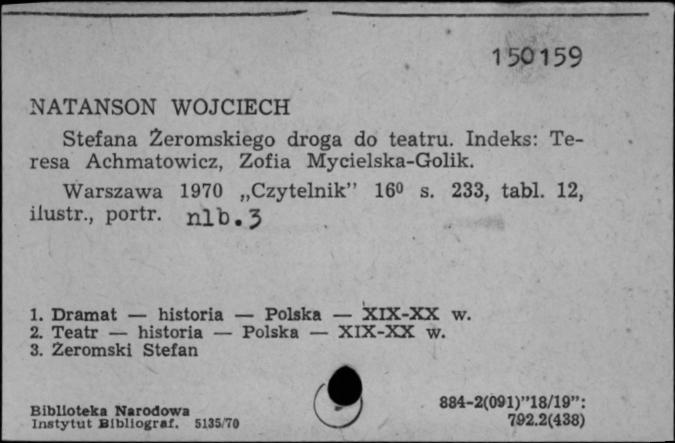 150159
NATANSON WOJCIECH
Stefana Żeromskiego droga do teatru. Indeks: Te-
resa Achmatowicz, Zofia Mycielska-Golik.
Warszawa 1970 „Czytelnik” 16⁰ s. 233, tabl. 12,
ilustr., portr. nlb.3
1. Dramat — historia — Polska — XIX-XX w.
2. Teatr — historia — Polska — XIX-XX w.
3. Żeromski Stefan
884-2(091)”18/19”:
Biblioteka Narodowa
792.2(438)
Instytut Bibliograf. 5135/70